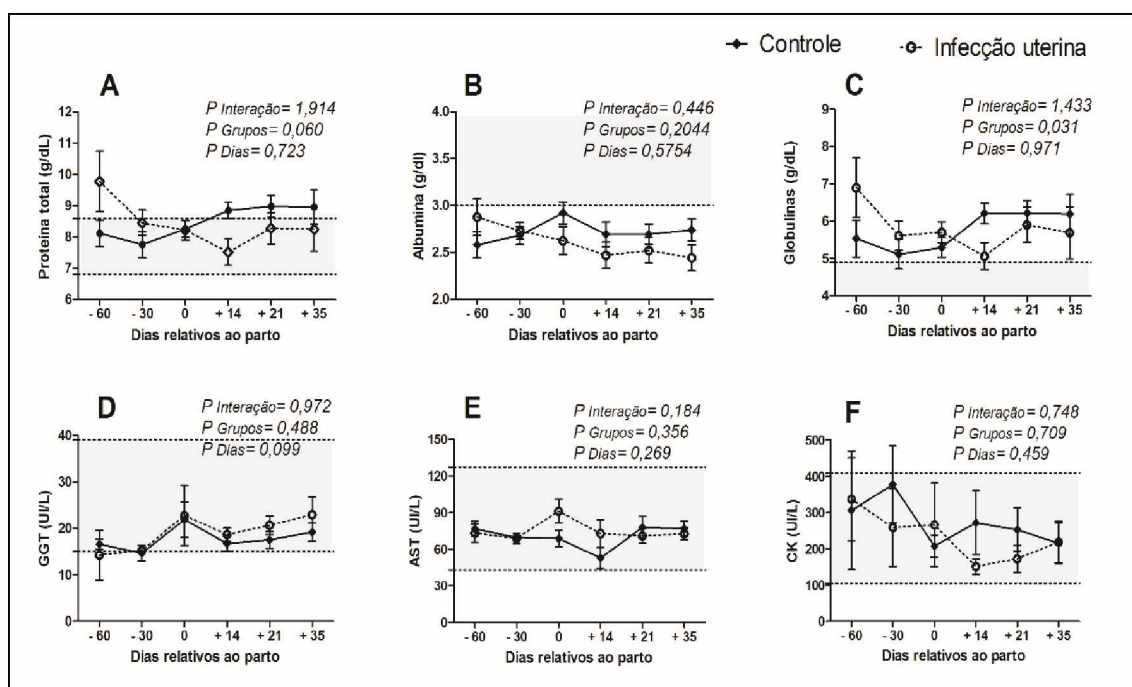 Controle
Infecção uterina
A
P Interação= 1,914
P Grupos= 0,060
P Dias= 0,723
Proteína total (g/dL)
11
10
9
8
7
6
- 60 - 30 0 + 14 + 21 + 35
Dias relativos ao parto
B
P Interação= 0,446
P Grupos= 0,2044
P Dias= 0,5754
Albumina (g/dl)
4.0
3.5
3.0
2.5
2.0
- 60 - 30 0 + 14 + 21 + 35
Dias relativos ao parto
C
P Interação= 1,433
P Grupos= 0,031
P Dias= 0,971
Globulinas (g/dL)
9
8
7
6
5
4
- 60 - 30 0 + 14 + 21 + 35
Dias relativos ao parto
D
P Interação= 0,972
P Grupos= 0,488
P Dias= 0,099
GGT (UI/L)
40
30
20
10
0
- 60 - 30 0 + 14 + 21 + 35
Dias relativos ao parto
E
P Interação= 0,184
P Grupos= 0,356
P Dias= 0,269
AST (UI/L)
150
120
90
60
30
0
- 60 - 30 0 + 14 + 21 + 35
Dias relativos ao parto
F
P Interação= 0,748
P Grupos= 0,709
P Dias= 0,459
CK (UI/L)
500
400
300
200
100
0
- 60 - 30 0 + 14 + 21 + 35
Dias relativos ao parto